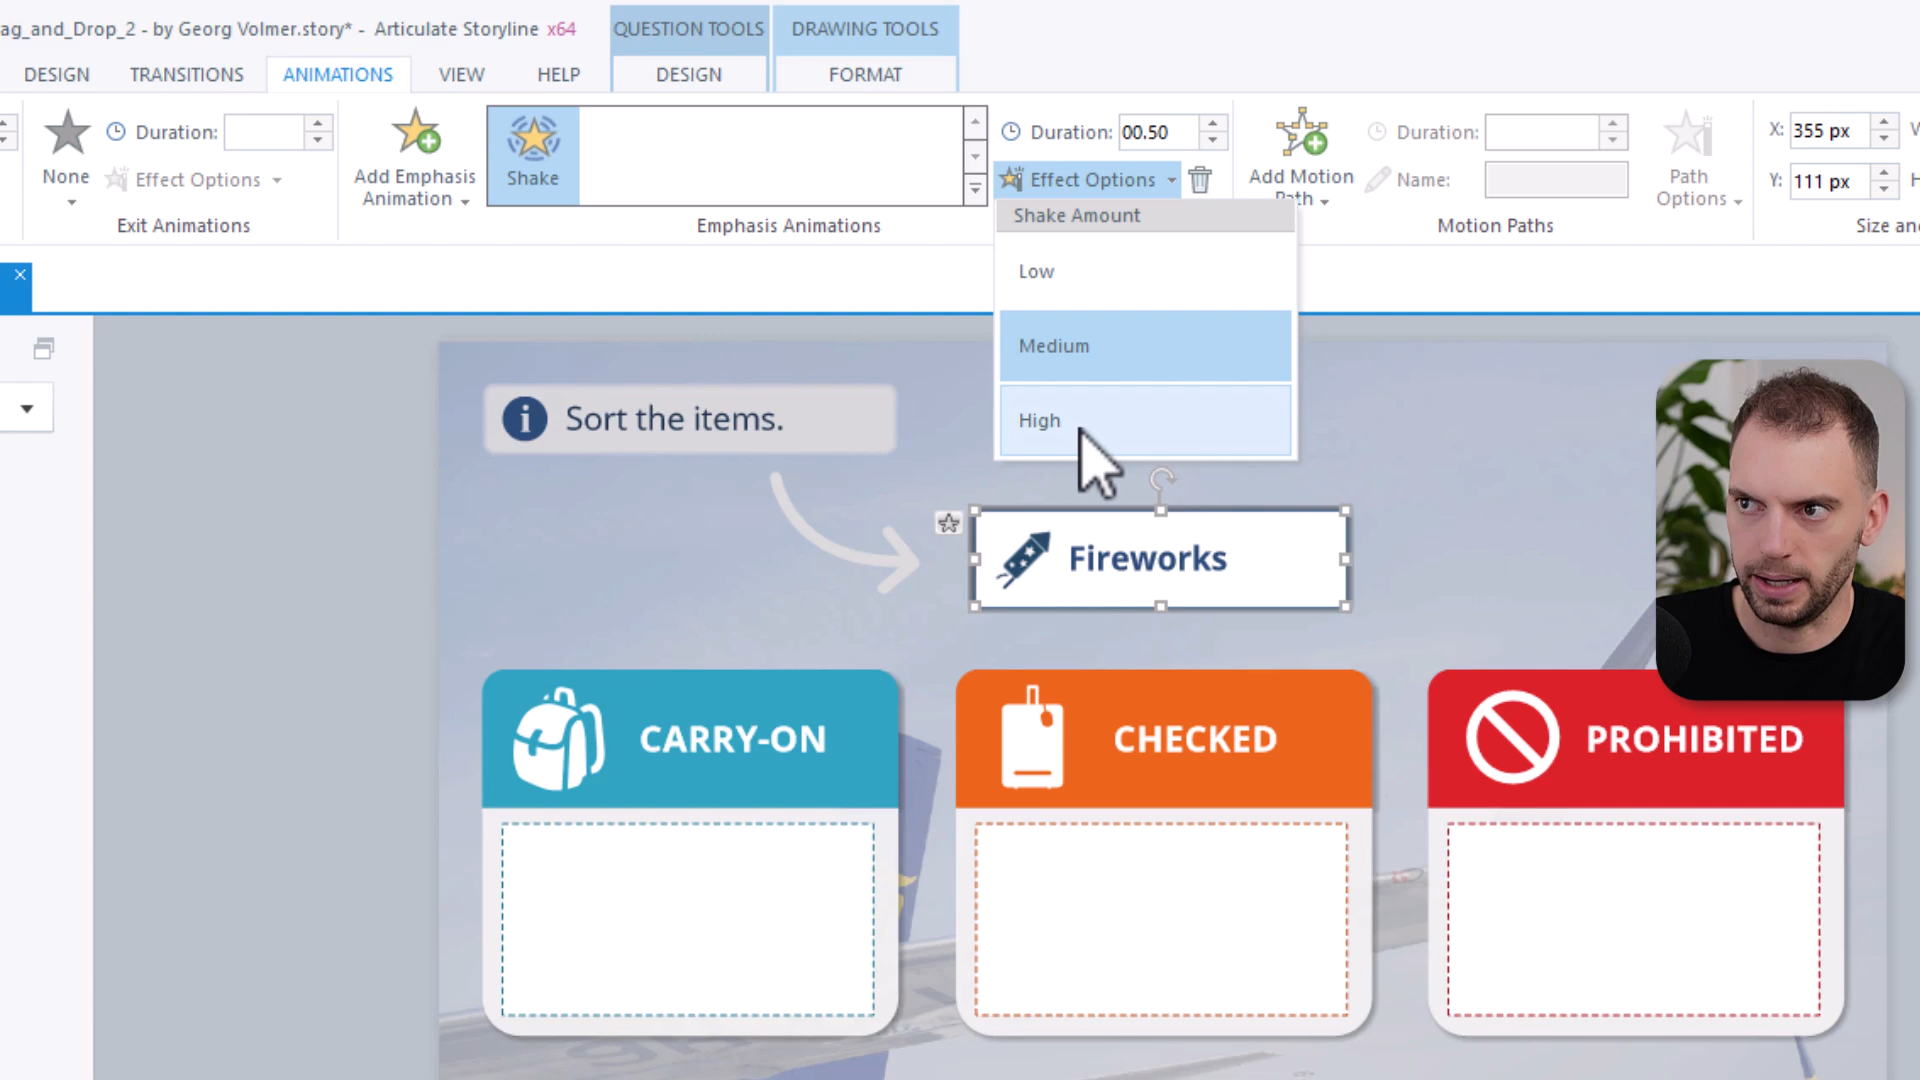 ag_and_Drop_2 - by Georg Volmer.story* - Articulate Storyline x64
QUESTION TOOLS
DRAWING TOOLS
DESIGN
TRANSITIONS
ANIMATIONS
VIEW
HELP
DESIGN
FORMAT
None
Duration:
Effect Options
Exit Animations
Add Emphasis
Animation
Shake
Emphasis Animations
Duration: 00.50
Effect Options
Shake Amount
Low
Medium
High
Add Motion
Path
Duration:
Name:
Motion Paths
Path
Options
X: 355 px
Y: 111 px
Size an
i Sort the items.
Fireworks
CARRY-ON
CHECKED
PROHIBITED